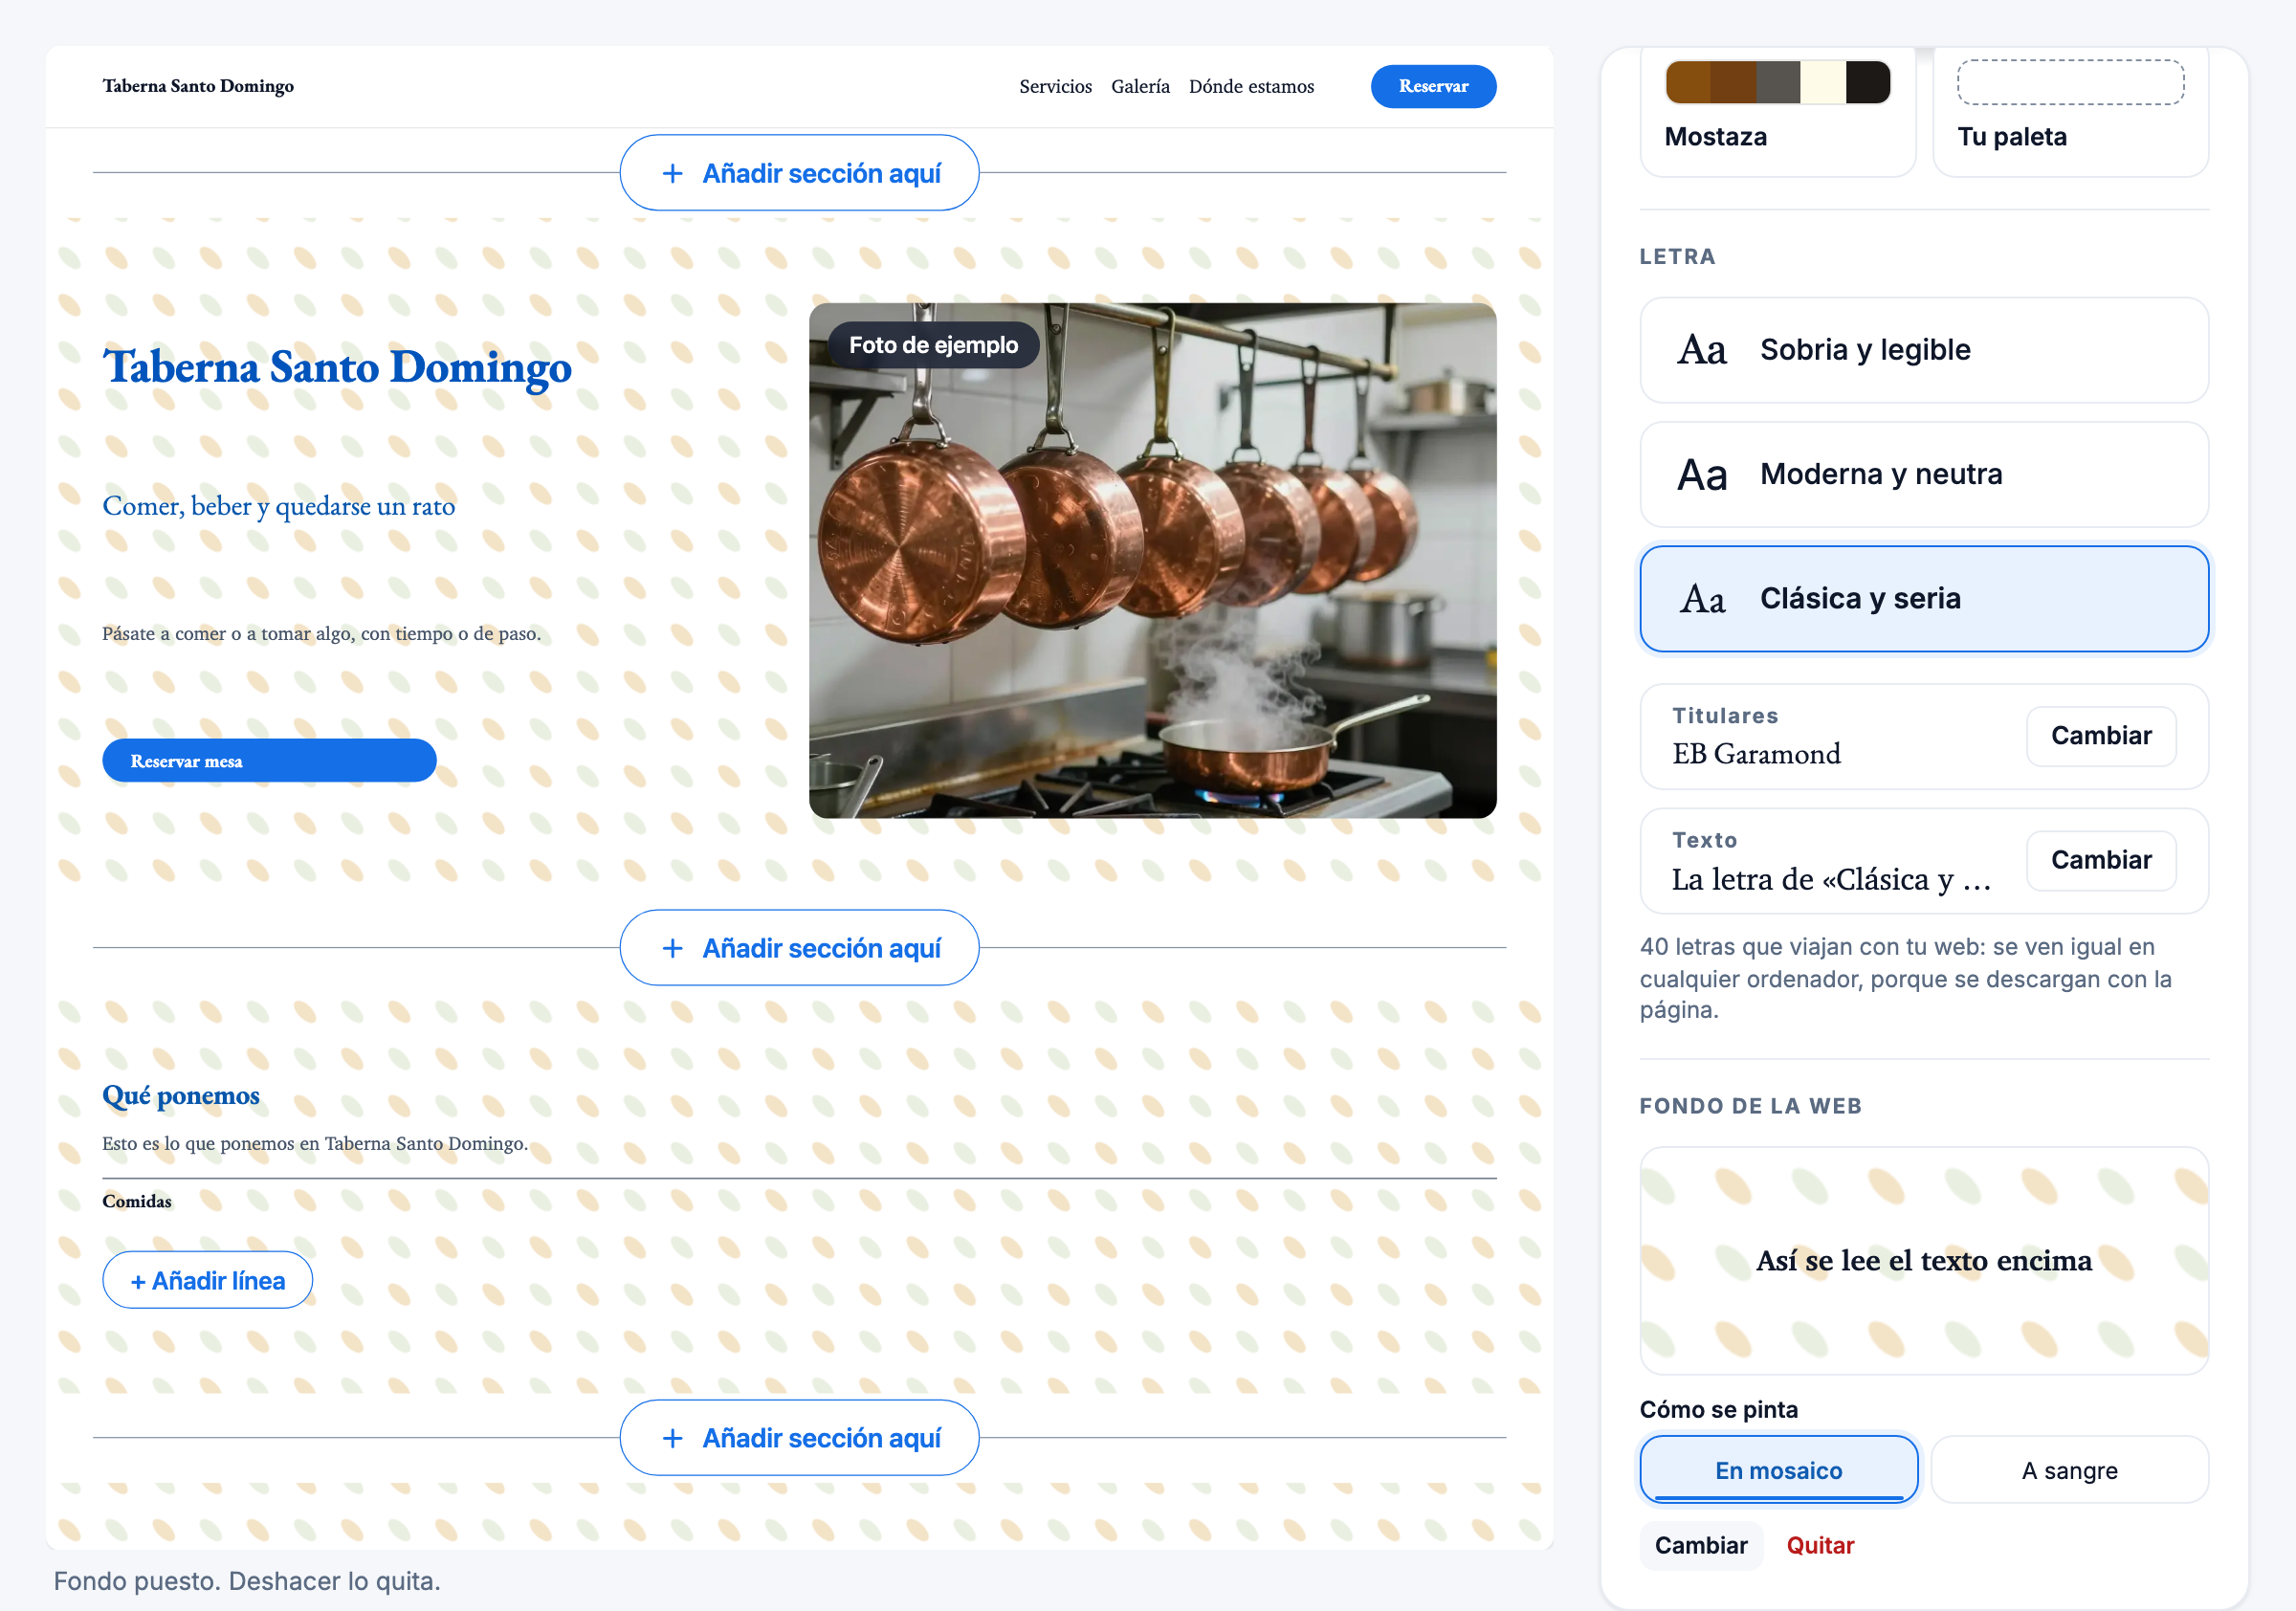 Taberna Santo Domingo
Servicios Galería Dónde estamos Reservar
+ Añadir sección aquí
Taberna Santo Domingo
Foto de ejemplo
Comer, beber y quedarse un rato
Pásate a comer o a tomar algo, con tiempo o de paso.
Reservar mesa
+ Añadir sección aquí
Qué ponemos
Esto es lo que ponemos en Taberna Santo Domingo.
Comidas
+ Añadir línea
+ Añadir sección aquí
Fondo puesto. Deshacer lo quita.
Mostaza
Tu paleta
LETRA
Aa Sobria y legible
Aa Moderna y neutra
Aa Clásica y seria
Titulares
EB Garamond
Cambiar
Texto
La letra de «Clásica y …
Cambiar
40 letras que viajan con tu web: se ven igual en
cualquier ordenador, porque se descargan con la
página.
FONDO DE LA WEB
Así se lee el texto encima
Cómo se pinta
En mosaico
A sangre
Cambiar
Quitar